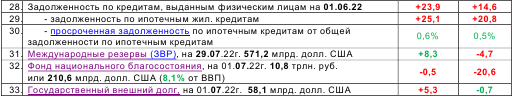 28. Задолженность по кредитам, выданным физическим лицам на 01.06.22 +23,9 +14,6
29. - задолженность по ипотечным жил. кредитам +25,1 +20,8
30. - просроченная задолженность по ипотечным кредитам от общей
задолженности по ипотечным кредитам 0,6% 0,5%
31. Международные резервы (ЗВР), на 29.07.22г. 571,2 млрд. долл. США +8,3 -4,7
32. Фонд национального благосостояния, на 01.07.22г. 10,8 трлн. руб.
или 210,6 млрд. долл. США (8,1% от ВВП) -0,5 -20,6
33. Государственный внешний долг, на 01.07.22г. 58,1 млрд. долл. США +5,3 -0,7